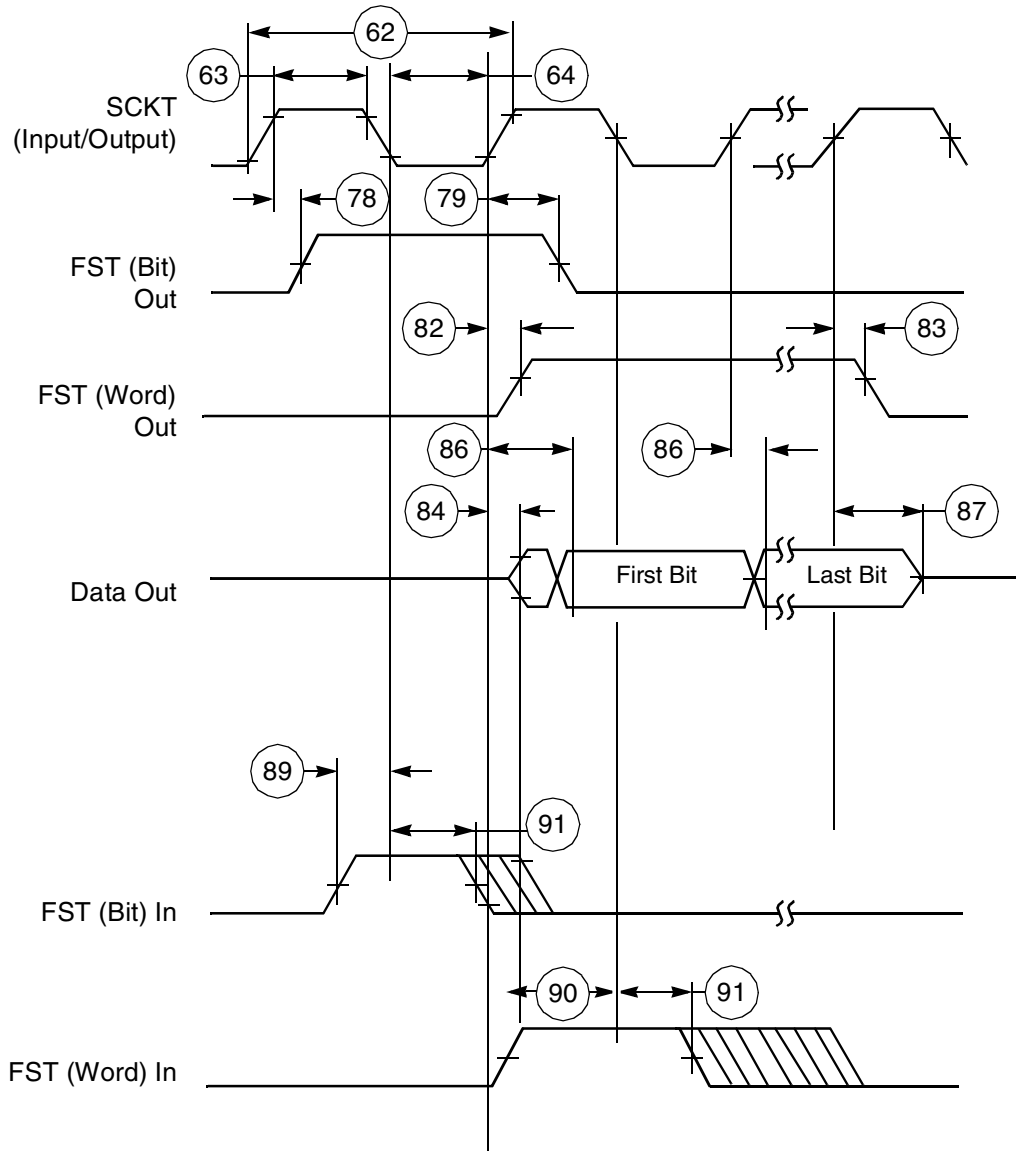 62
63
64
SCKT
(Input/Output)
78
79
FST (Bit)
Out
82
83
FST (Word)
Out
86
86
84
87
Data Out
First Bit
Last Bit
89
91
FST (Bit) In
90
91
FST (Word) In